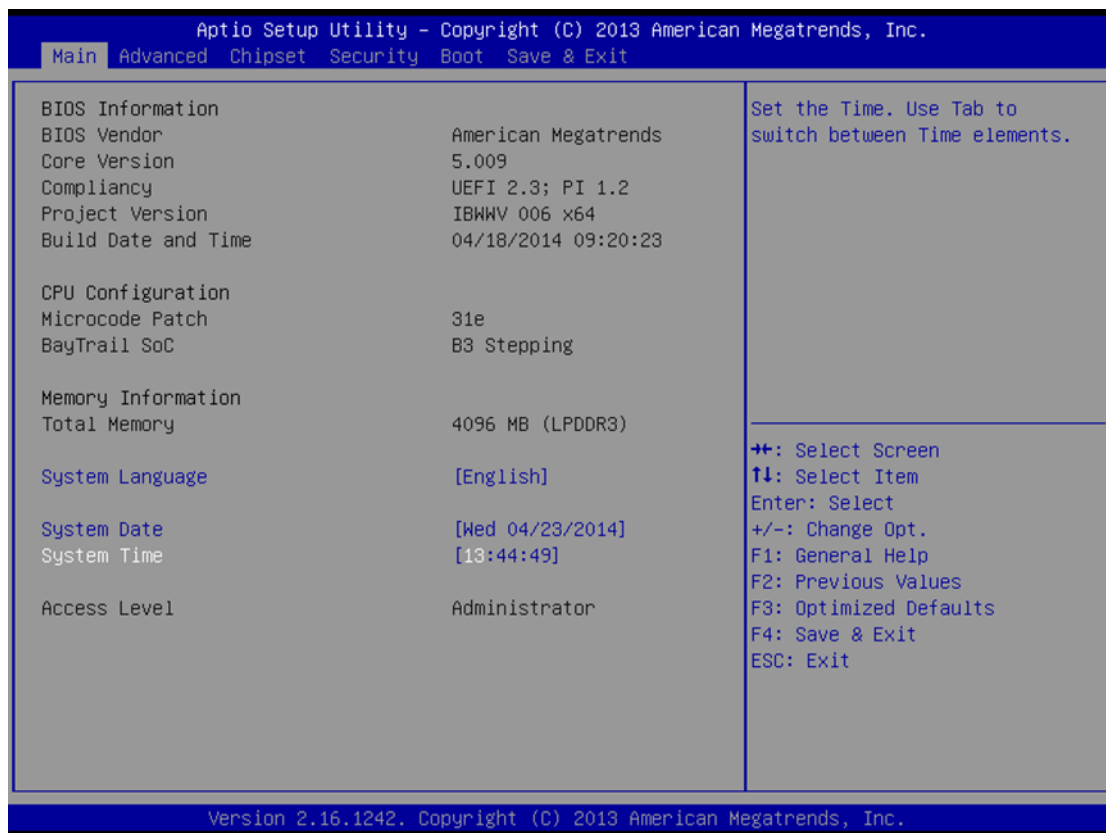 Aptio Setup Utility – Copyright (C) 2013 American Megatrends, Inc.
Main Advanced Chipset Security Boot Save & Exit
BIOS Information
BIOS Vendor American Megatrends
Core Version 5.009
Compliancy UEFI 2.3; PI 1.2
Project Version IBWWV 006 x64
Build Date and Time 04/18/2014 09:20:23
CPU Configuration
Microcode Patch 31e
BayTrail SoC B3 Stepping
Memory Information
Total Memory 4096 MB (LPDDR3)
System Language [English]
System Date [Wed 04/23/2014]
System Time [13:44:49]
Access Level Administrator
Set the Time. Use Tab to
switch between Time elements.
→←: Select Screen
↑↓: Select Item
Enter: Select
+/-: Change Opt.
F1: General Help
F2: Previous Values
F3: Optimized Defaults
F4: Save & Exit
ESC: Exit
Version 2.16.1242. Copyright (C) 2013 American Megatrends, Inc.